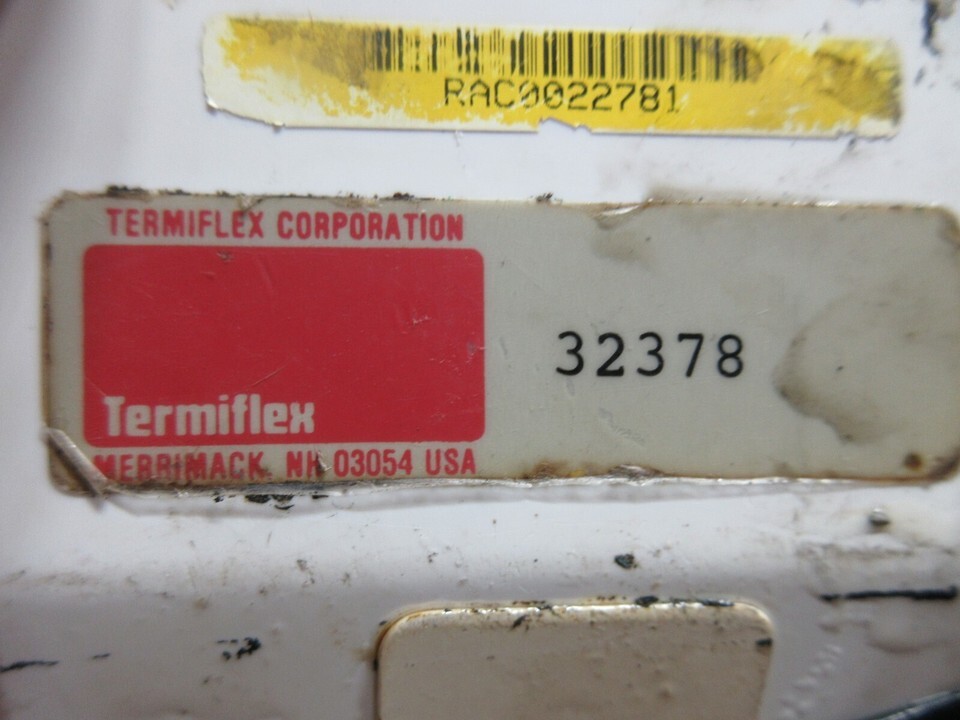 RAC0022781
TERMIFLEX CORPORATION
32378
Termiflex
MERRIMACK, NH 03054 USA